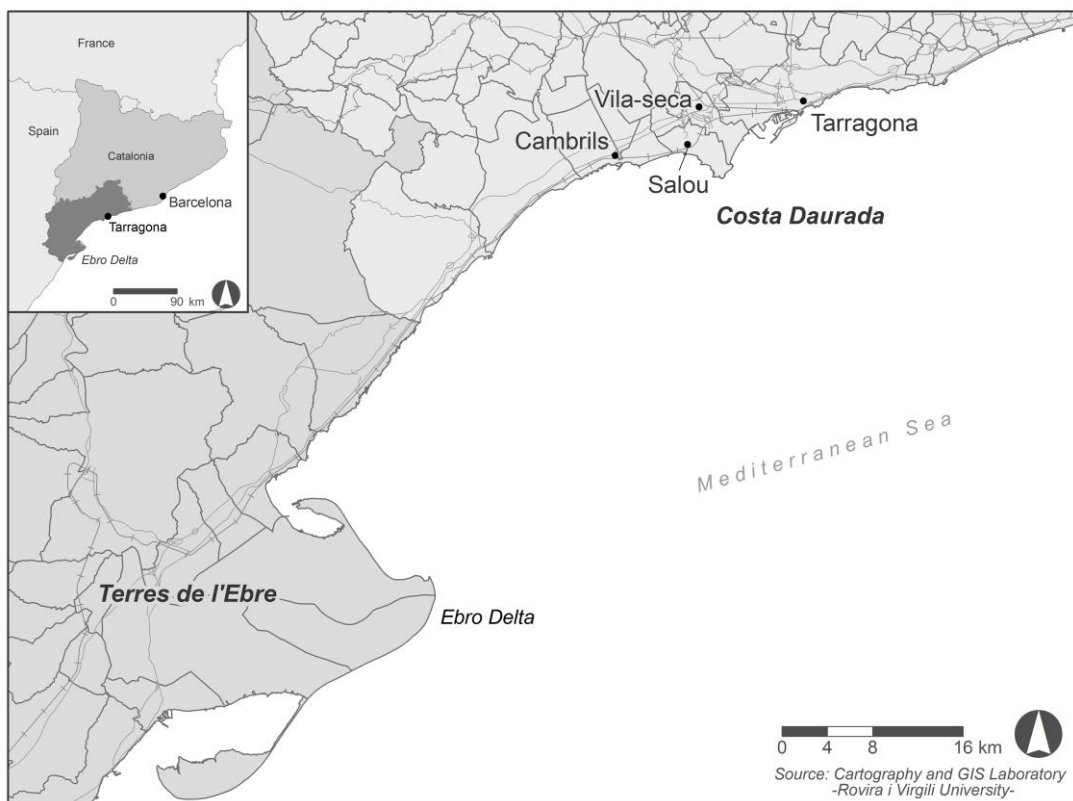 France
Spain
Catalonia
Barcelona
Tarragona
Ebro Delta
0 90 km
Vila-seca
Tarragona
Cambrils
Salou
Costa Daurada
Mediterranean Sea
Terres de l'Ebre
Ebro Delta
0 4 8 16 km
Source: Cartography and GIS Laboratory
-Rovira i Virgili University-